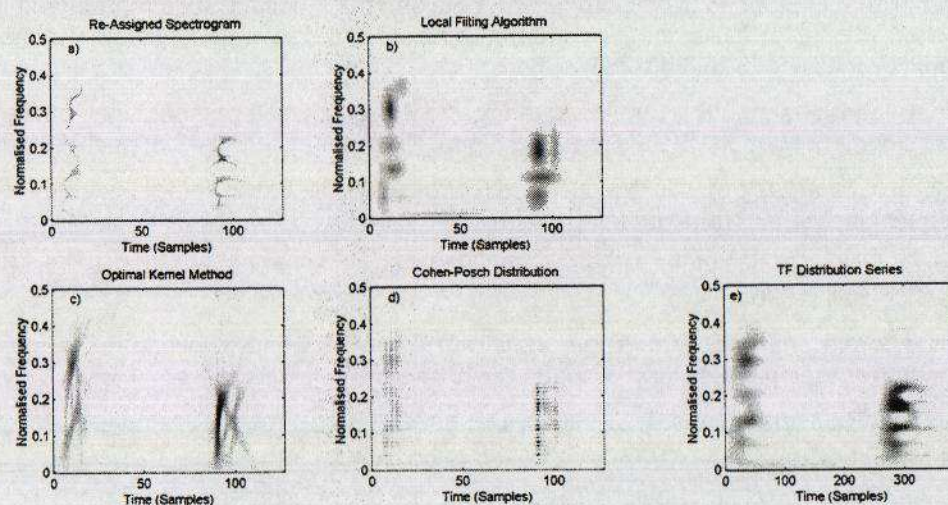 Re-Assigned Spectrogram
a)
Normalised Frequency
0.5
0.4
0.3
0.2
0.1
0
0 50 100
Time (Samples)
Local Fitting Algorithm
b)
Normalised Frequency
0.5
0.4
0.3
0.2
0.1
0
0 50 100
Time (Samples)
Optimal Kernel Method
c)
Normalised Frequency
0.5
0.4
0.3
0.2
0.1
0
0 50 100
Time (Samples)
Cohen-Posch Distribution
d)
Normalised Frequency
0.5
0.4
0.3
0.2
0.1
0
0 50 100
Time (Samples)
TF Distribution Series
e)
Normalised Frequency
0.5
0.4
0.3
0.2
0.1
0
0 100 200 300
Time (Samples)